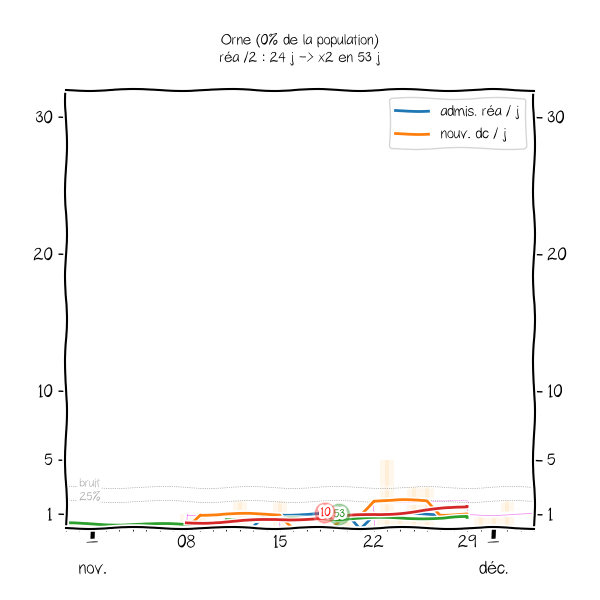 Orne (0% de la population)
réa /2 : 24 j -> x2 en 53 j
admis. réa / j
nouv. dc / j
30
30
20
20
10
10
5
5
bruit
25%
1
1
10
53
08
15
22
29
nov.
déc.